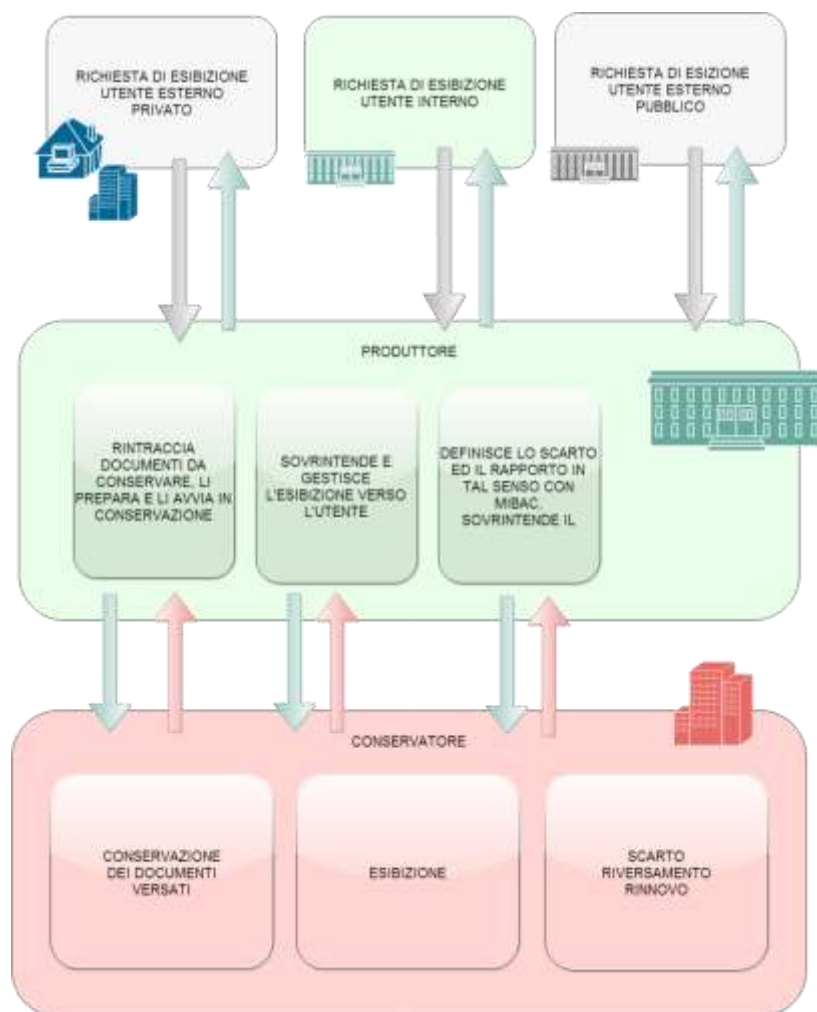 RICHIESTA DI ESIBIZIONE
UTENTE ESTERNO
PRIVATO
RICHIESTA DI ESIBIZIONE
UTENTE INTERNO
RICHIESTA DI ESIZIONE
UTENTE ESTERNO
PUBBLICO
PRODUTTORE
RINTRACCIA
DOCUMENTI DA
CONSERVARE, LI
PREPARA E LI AVVIA IN
CONSERVAZIONE
SOVRINTENDE E
GESTISCE
L'ESIBIZIONE VERSO
L'UTENTE
DEFINISCE LO SCARTO
ED IL RAPPORTO IN
TAL SENSO CON
MIBAC.
SOVRINTENDE IL
CONSERVATORE
CONSERVAZIONE
DEI DOCUMENTI
VERSATI
ESIBIZIONE
SCARTO
RIVERSAMENTO
RINNOVO